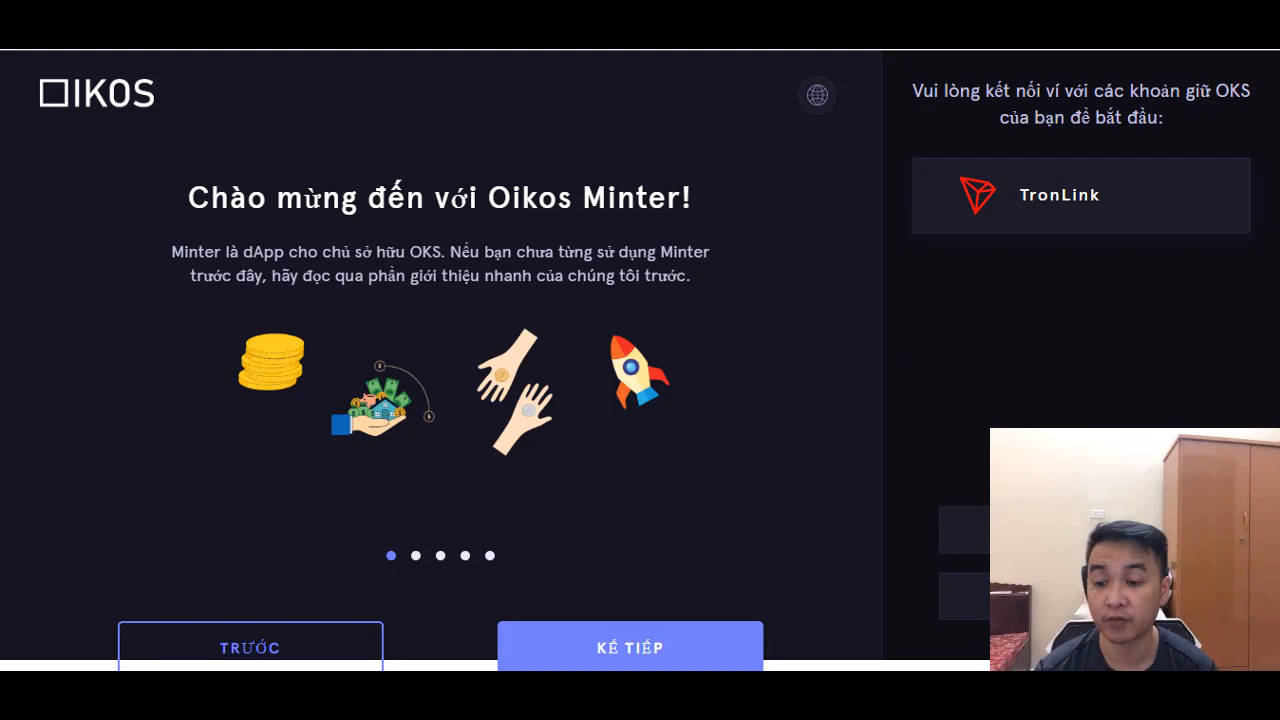 OIKOS
Chào mừng đến với Oikos Minter!
Minter là dApp cho chủ sở hữu OKS. Nếu bạn chưa từng sử dụng Minter
trước đây, hãy đọc qua phần giới thiệu nhanh của chúng tôi trước.
TRƯỚC
KẾ TIẾP
Vui lòng kết nối ví với các khoản giữ OKS
của bạn để bắt đầu:
TronLink